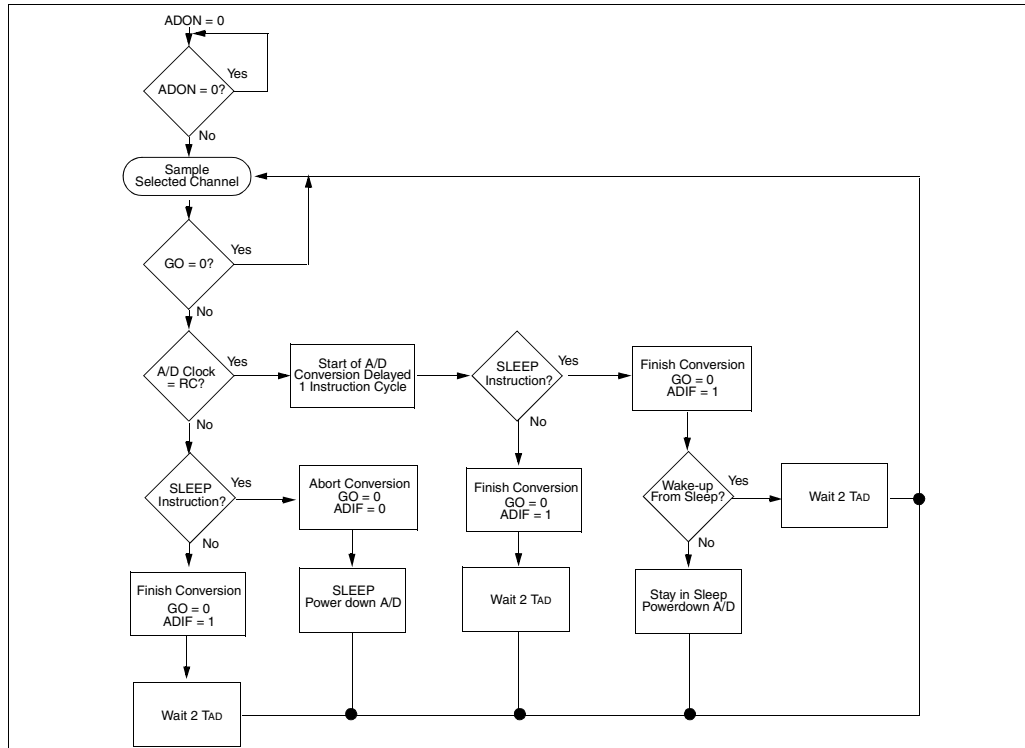 ADON = 0
Yes
ADON = 0?
No
Sample
Selected Channel
Yes
GO = 0?
No
A/D Clock
= RC?
Yes
Start of A/D
Conversion Delayed
1 Instruction Cycle
SLEEP
Instruction?
Yes
Finish Conversion
GO = 0
ADIF = 1
No
No
SLEEP
Instruction?
Yes
Abort Conversion
GO = 0
ADIF = 0
Finish Conversion
GO = 0
ADIF = 1
Wake-up
From Sleep?
Yes
Wait 2 TAD
No
No
Finish Conversion
GO = 0
ADIF = 1
SLEEP
Power down A/D
Wait 2 TAD
Stay in Sleep
Powerdown A/D
Wait 2 TAD